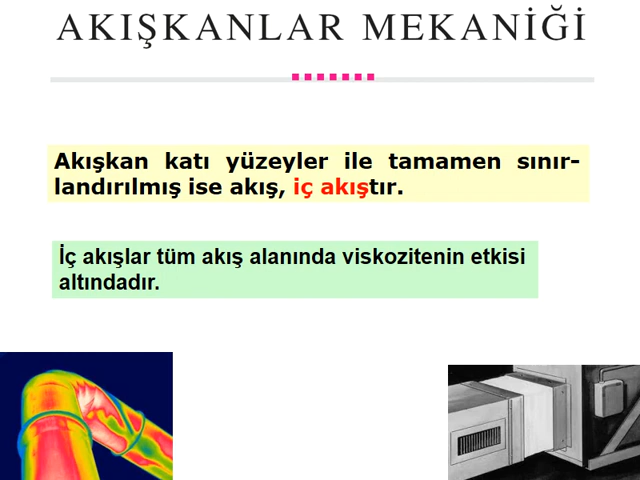 AKIŞKANLAR MEKANİĞİ
Akışkan katı yüzeyler ile tamamen sınır-
landırılmış ise akış, iç akıştır.
İç akışlar tüm akış alanında viskozitenin etkisi
altındadır.